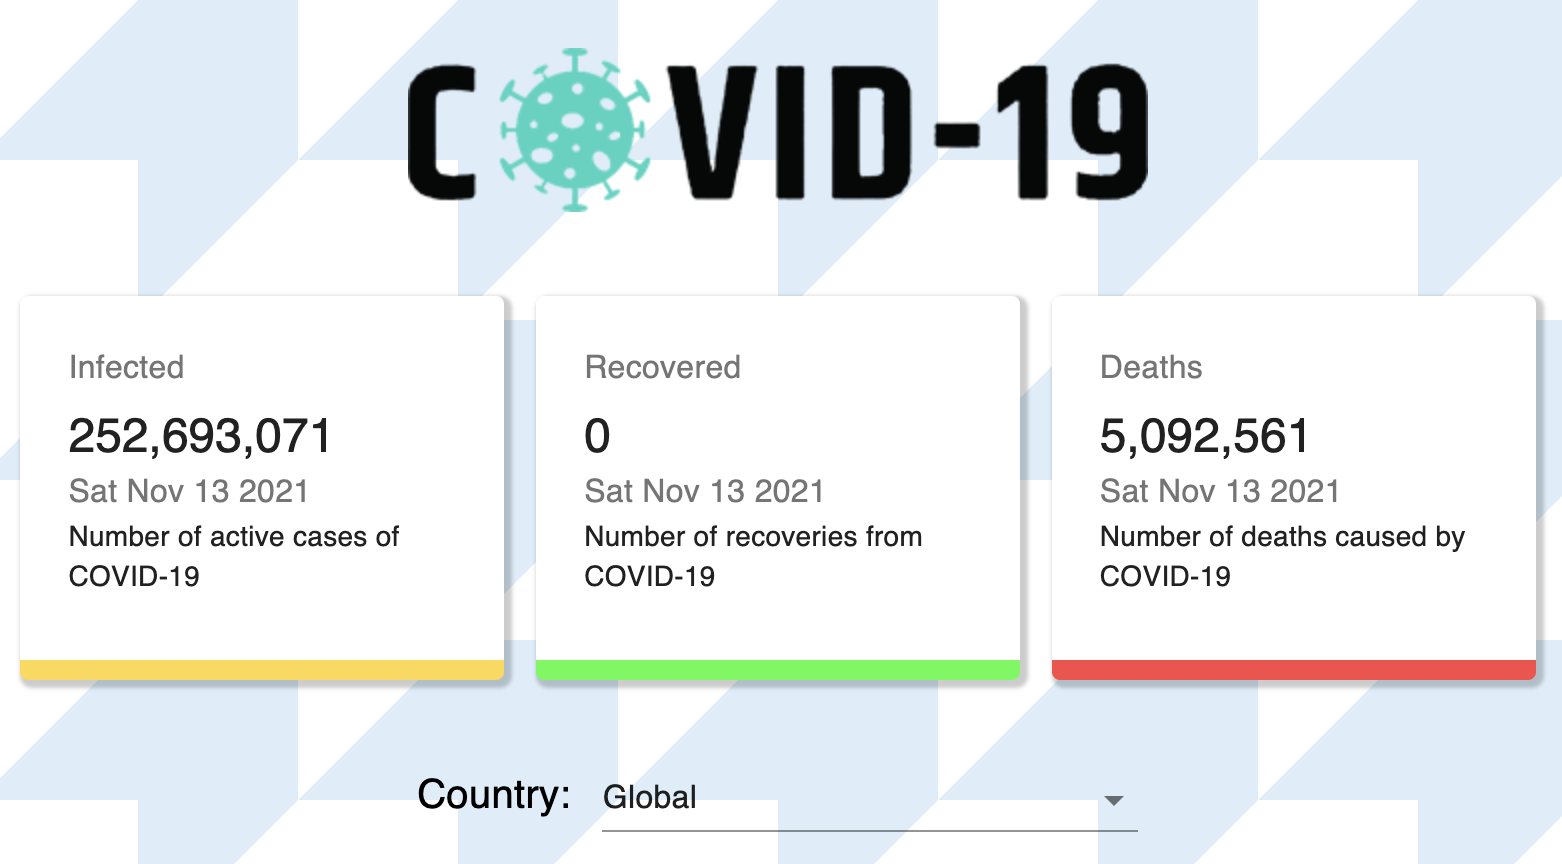 COVID-19
Infected
252,693,071
Sat Nov 13 2021
Number of active cases of
COVID-19
Recovered
0
Sat Nov 13 2021
Number of recoveries from
COVID-19
Deaths
5,092,561
Sat Nov 13 2021
Number of deaths caused by
COVID-19
Country: Global